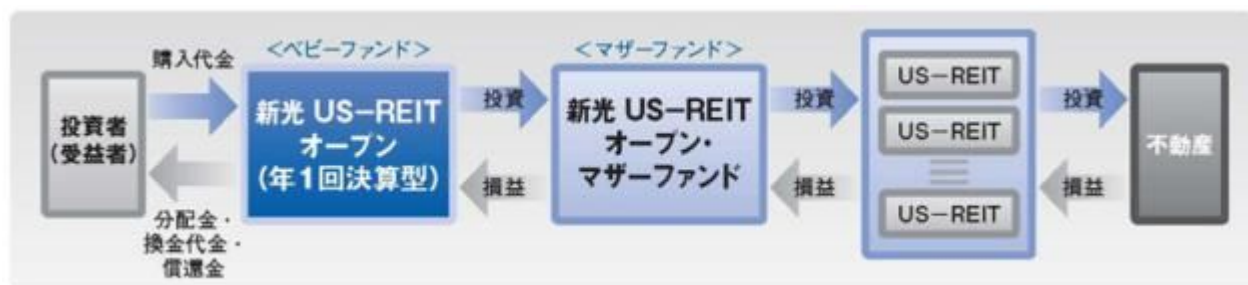 投資者
(受益者)
購入代金
分配金・
換金代金・
償還金
<ベビーファンド>
新光 US-REIT
オープン
(年1回決算型)
投資
損益
<マザーファンド>
新光 US-REIT
オープン・
マザーファンド
投資
損益
US-REIT
US-REIT
US-REIT
投資
損益
不動産